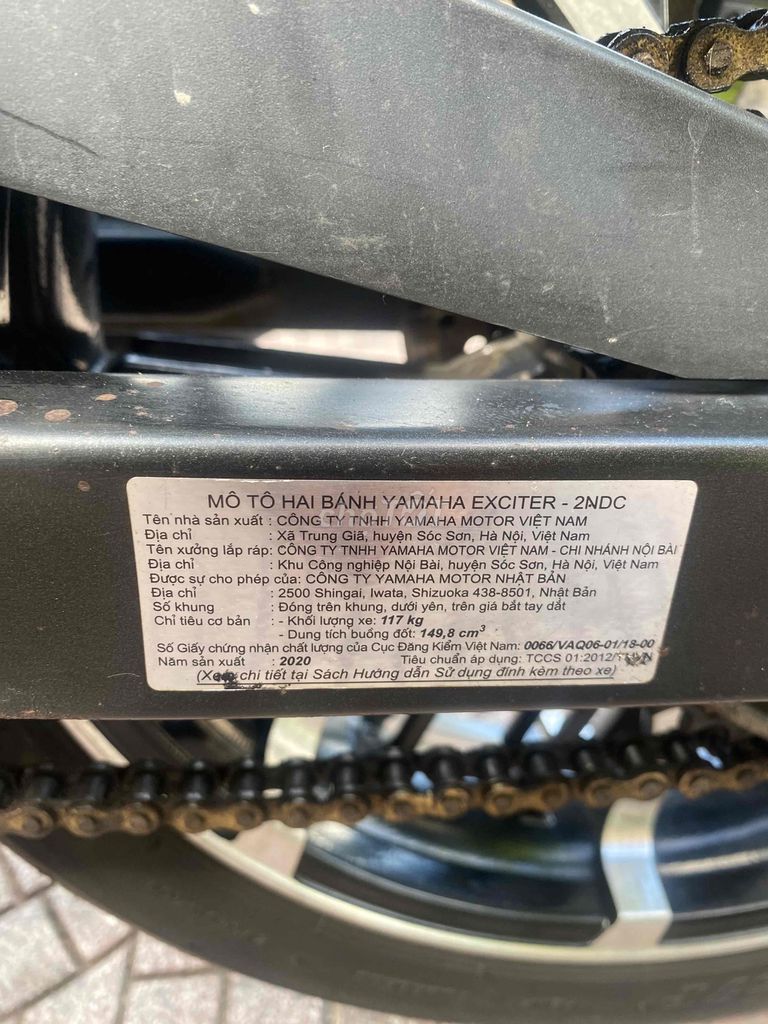 MÔ TÔ HAI BÁNH YAMAHA EXCITER - 2NDC
Tên nhà sản xuất : CÔNG TY TNHH YAMAHA MOTOR VIỆT NAM
Địa chỉ : Xã Trung Giã, huyện Sóc Sơn, Hà Nội, Việt Nam
Tên xưởng lắp ráp: CÔNG TY TNHH YAMAHA MOTOR VIỆT NAM - CHI NHÁNH NỘI BÀI
Địa chỉ : Khu Công nghiệp Nội Bài, huyện Sóc Sơn, Hà Nội, Việt Nam
Được sự cho phép của: CÔNG TY YAMAHA MOTOR NHẬT BẢN
Địa chỉ : 2500 Shingai, Iwata, Shizuoka 438-8501, Nhật Bản
Số khung : Đóng trên khung, dưới yên, trên giá bắt tay dắt
Chỉ tiêu cơ bản : - Khối lượng xe: 117 kg
- Dung tích buồng đốt: 149,8 cm³
Số Giấy chứng nhận chất lượng của Cục Đăng Kiểm Việt Nam: 0066/VAQ06-01/18-00
Năm sản xuất : 2020 Tiêu chuẩn áp dụng: TCCS 01:2012/
(Xem chi tiết tại Sách Hướng dẫn Sử dụng đính kèm theo xe)